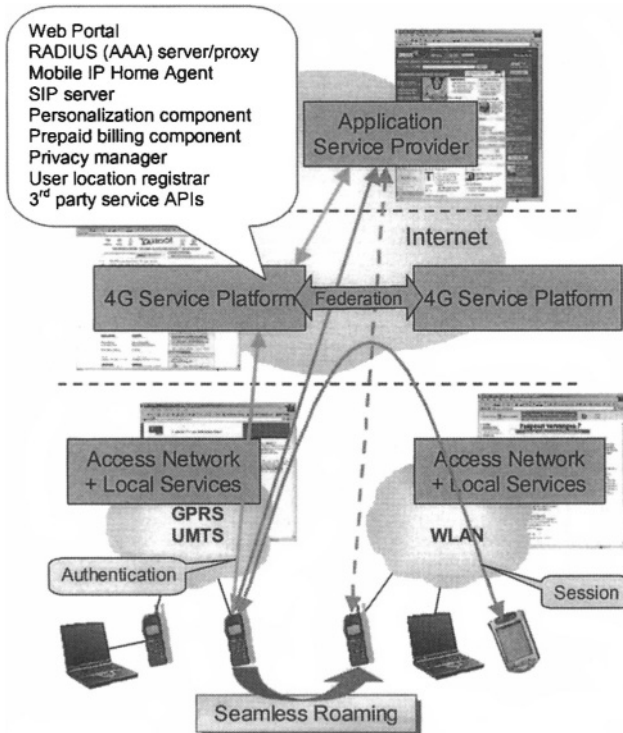 Web Portal
RADIUS (AAA) server/proxy
Mobile IP Home Agent
SIP server
Personalization component
Prepaid billing component
Privacy manager
User location registrar
3rd party service APIs
Application
Service Provider
Internet
YAHOO!
4G Service Platform
Federation
4G Service Platform
Access Network
+ Local Services
Access Network
+ Local Services
GPRS
UMTS
WLAN
Authentication
Session
Seamless Roaming